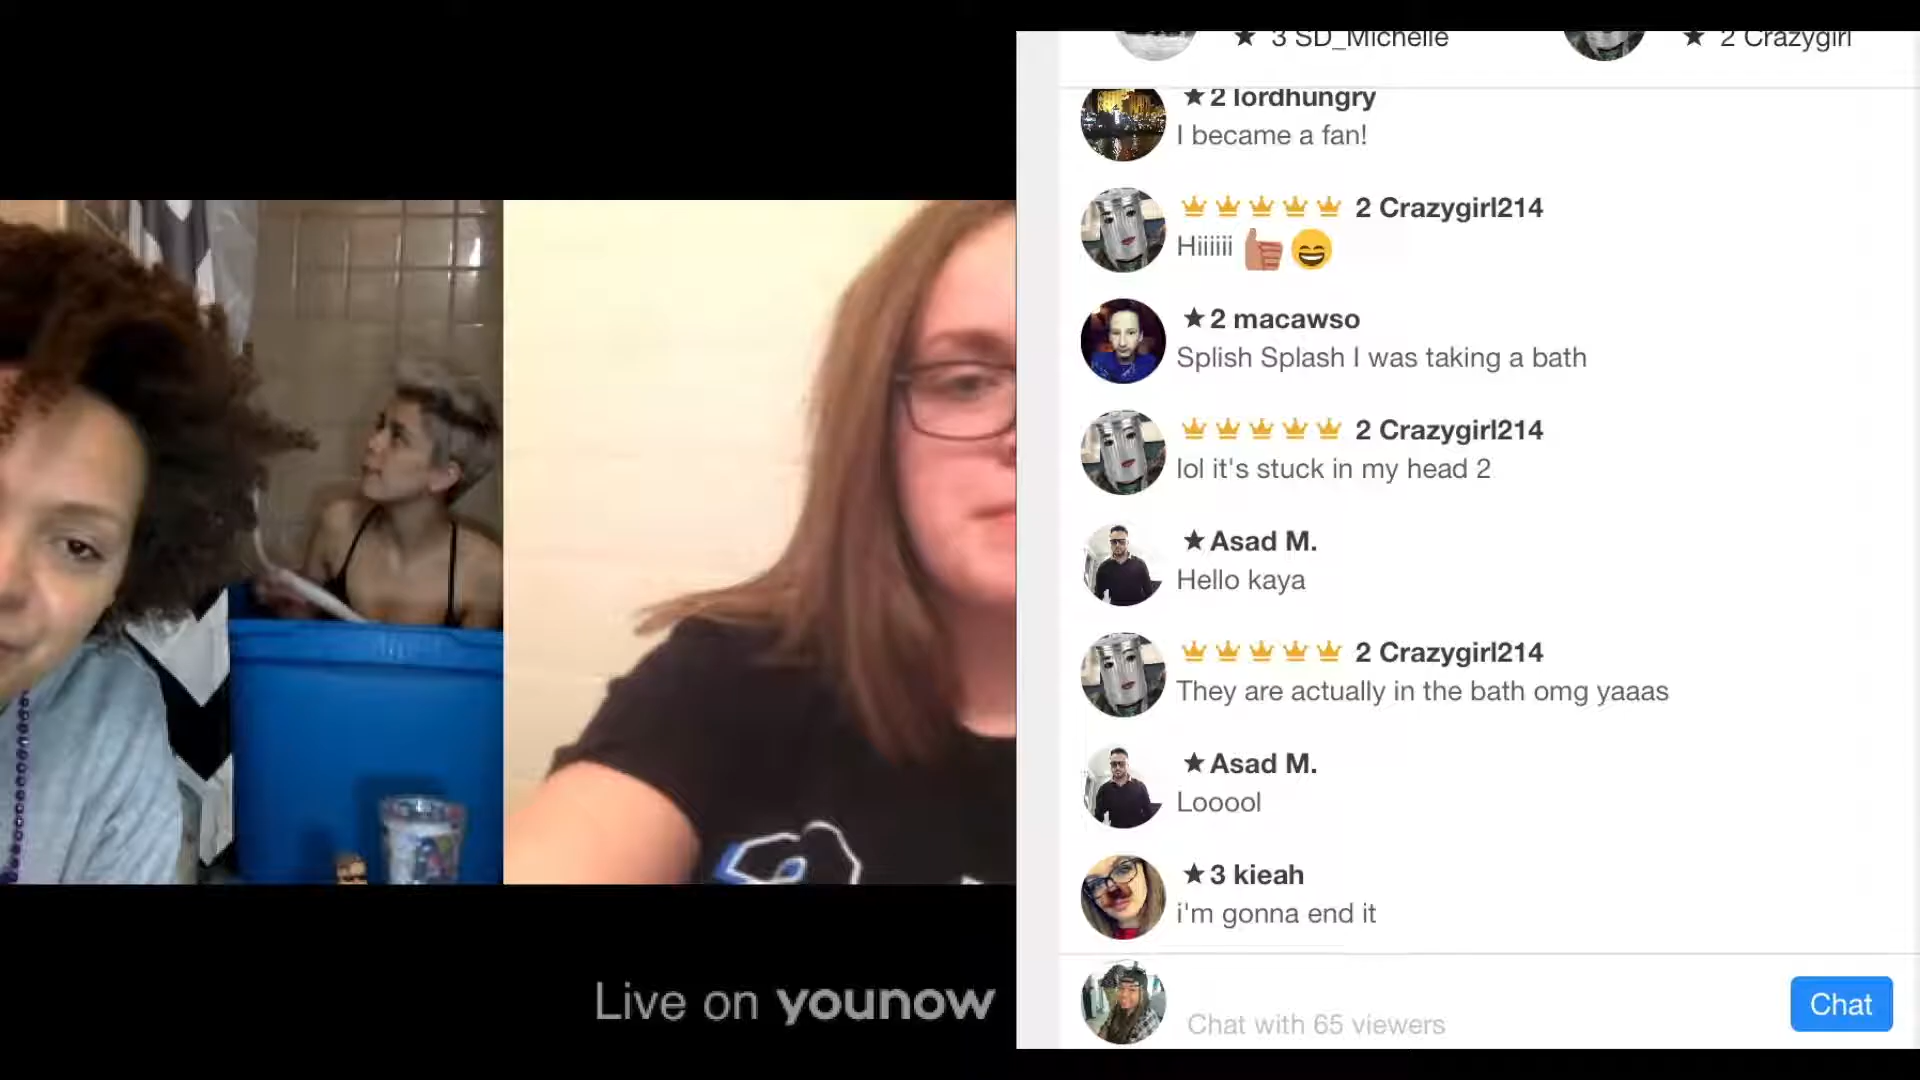 ★ 3 SD_Michelle
★ 2 Crazygirl
★ 2 lordhungry
I became a fan!
2 Crazygirl214
Hiiiiii
★ 2 macawso
Splish Splash I was taking a bath
2 Crazygirl214
lol it's stuck in my head 2
★ Asad M.
Hello kaya
2 Crazygirl214
They are actually in the bath omg yaaas
★ Asad M.
Looool
★ 3 kieah
i'm gonna end it
Live on younow
Chat with 65 viewers
Chat